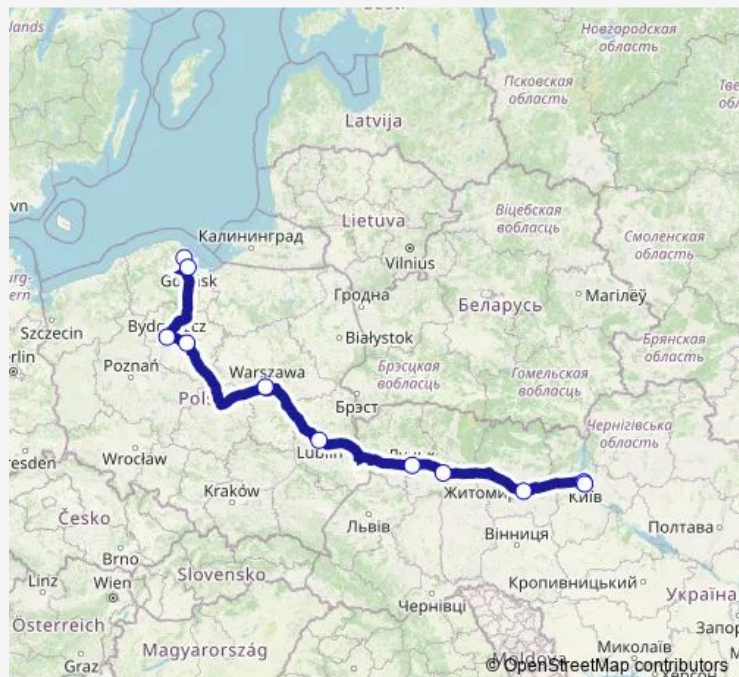 Новгородская
область
Псковская
область
Latvija
Lietuva
Калининград
Vilnius
Віцебская
вобласць
Смоленская
область
Gdańsk
Гродна
Беларусь
Магілёў
Szczecin
Białystok
Брянская
область
Брэсцкая
вобласць
Гомельская
вобласць
Poznań
Warszawa
Брэст
Чернігівська
область
Wrocław
Lublin
Kraków
Житомир
Київ
Львів
Вінниця
Полтава
Česko
Brno
Slovensko
Кропивницький
Linz
Wien
Чернівці
Україна
Österreich
Magyarország
Moldova
Миколаїв
Graz
© OpenStreetMap contributors